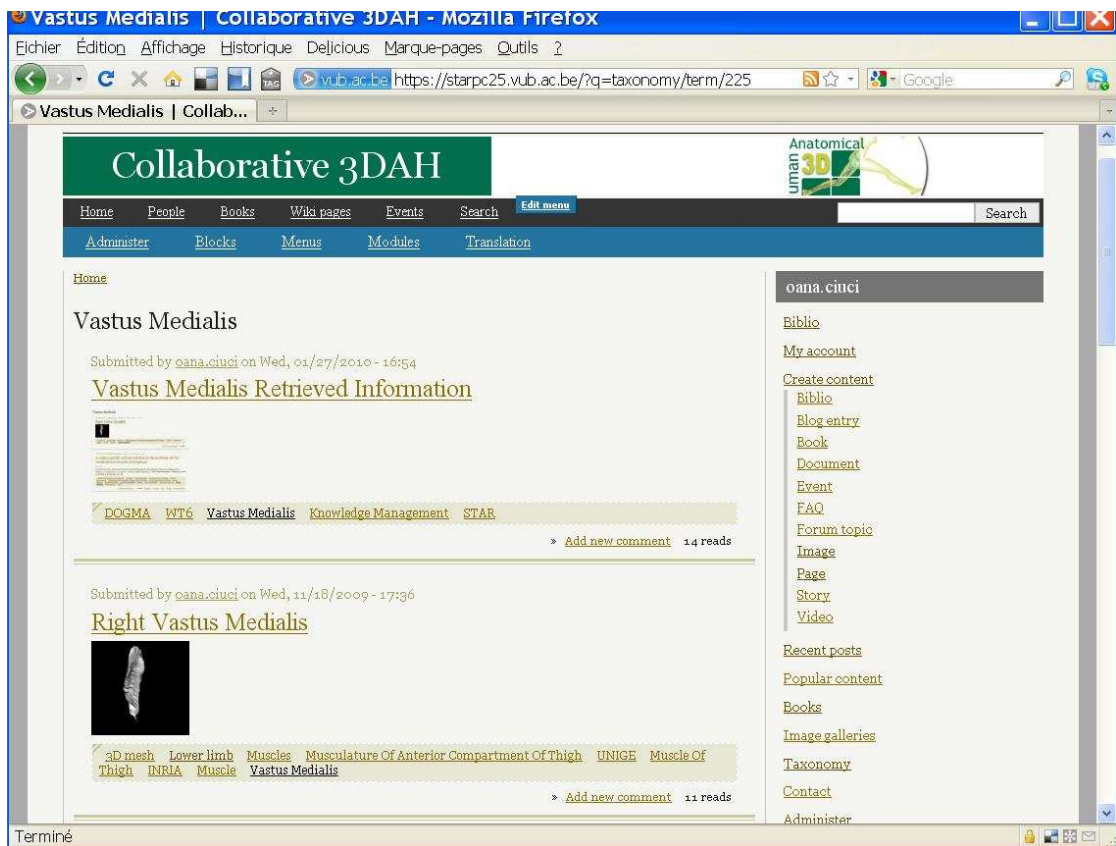 Vastus Medialis | Collaborative 3DAH - Mozilla Firefox
Fichier Édition Affichage Historique Delicious Marque-pages Outils ?
TAG vub.ac.be https://starpc25.vub.ac.be/?q=taxonomy/term/225 Google
Vastus Medialis | Collab...
Collaborative 3DAH
Anatomical
3D
uman
Home People Books Wiki pages Events Search Edit menu Search
Administer Blocks Menus Modules Translation
Home
Vastus Medialis
Submitted by oana.ciuci on Wed, 01/27/2010 - 16:54
Vastus Medialis Retrieved Information
DOGMA WT6 Vastus Medialis Knowledge Management STAR
» Add new comment 14 reads
Submitted by oana.ciuci on Wed, 11/18/2009 - 17:36
Right Vastus Medialis
3D mesh Lower limb Muscles Musculature Of Anterior Compartment Of Thigh UNIGE Muscle Of
Thigh INRIA Muscle Vastus Medialis
» Add new comment 11 reads
oana.ciuci
Biblio
My account
Create content
Biblio
Blog entry
Book
Document
Event
FAQ
Forum topic
Image
Page
Story
Video
Recent posts
Popular content
Books
Image galleries
Taxonomy
Contact
Administer
Terminé